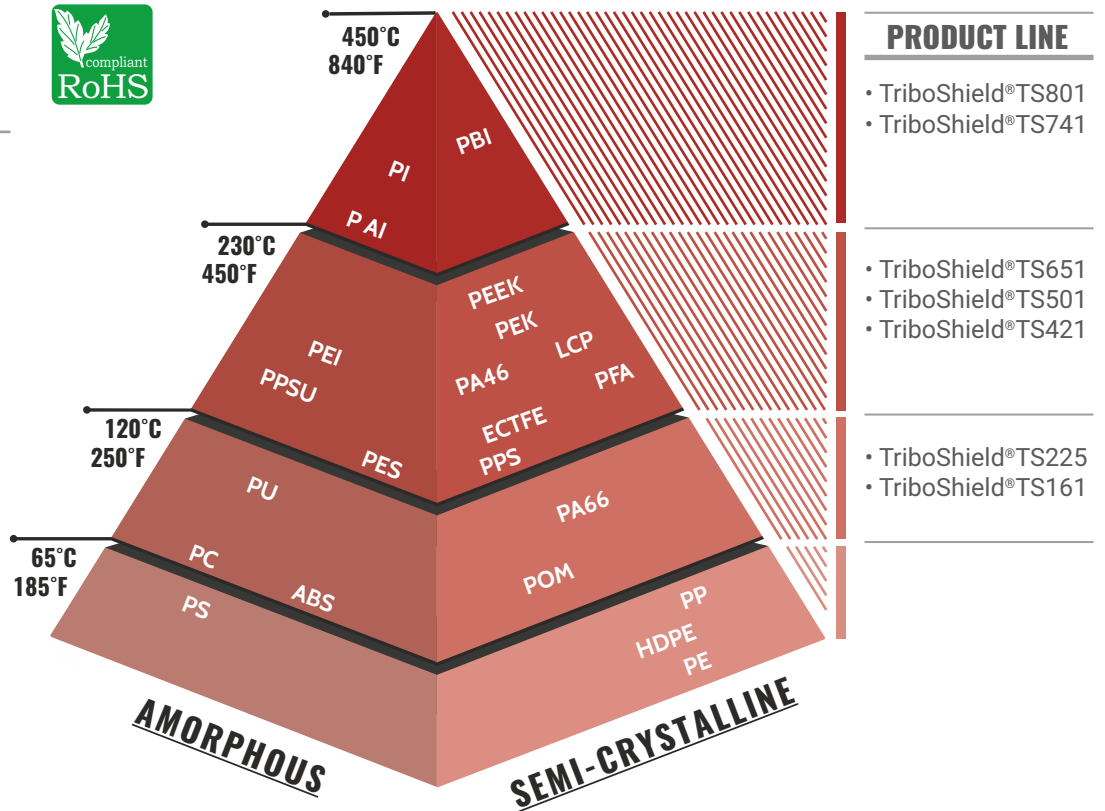 compliant
RoHS
450°C
840°F
PI
PBI
P AI
230°C
450°F
PEI
PPSU
PES
PEEK
PEK
LCP
PA46
PFA
ECTFE
PPS
120°C
250°F
PU
PC
ABS
PA66
POM
65°C
185°F
PS
PP
HDPE
PE
AMORPHOUS
SEMI-CRYSTALLINE
PRODUCT LINE
• TriboShield®TS801
• TriboShield®TS741
• TriboShield®TS651
• TriboShield®TS501
• TriboShield®TS421
• TriboShield®TS225
• TriboShield®TS161